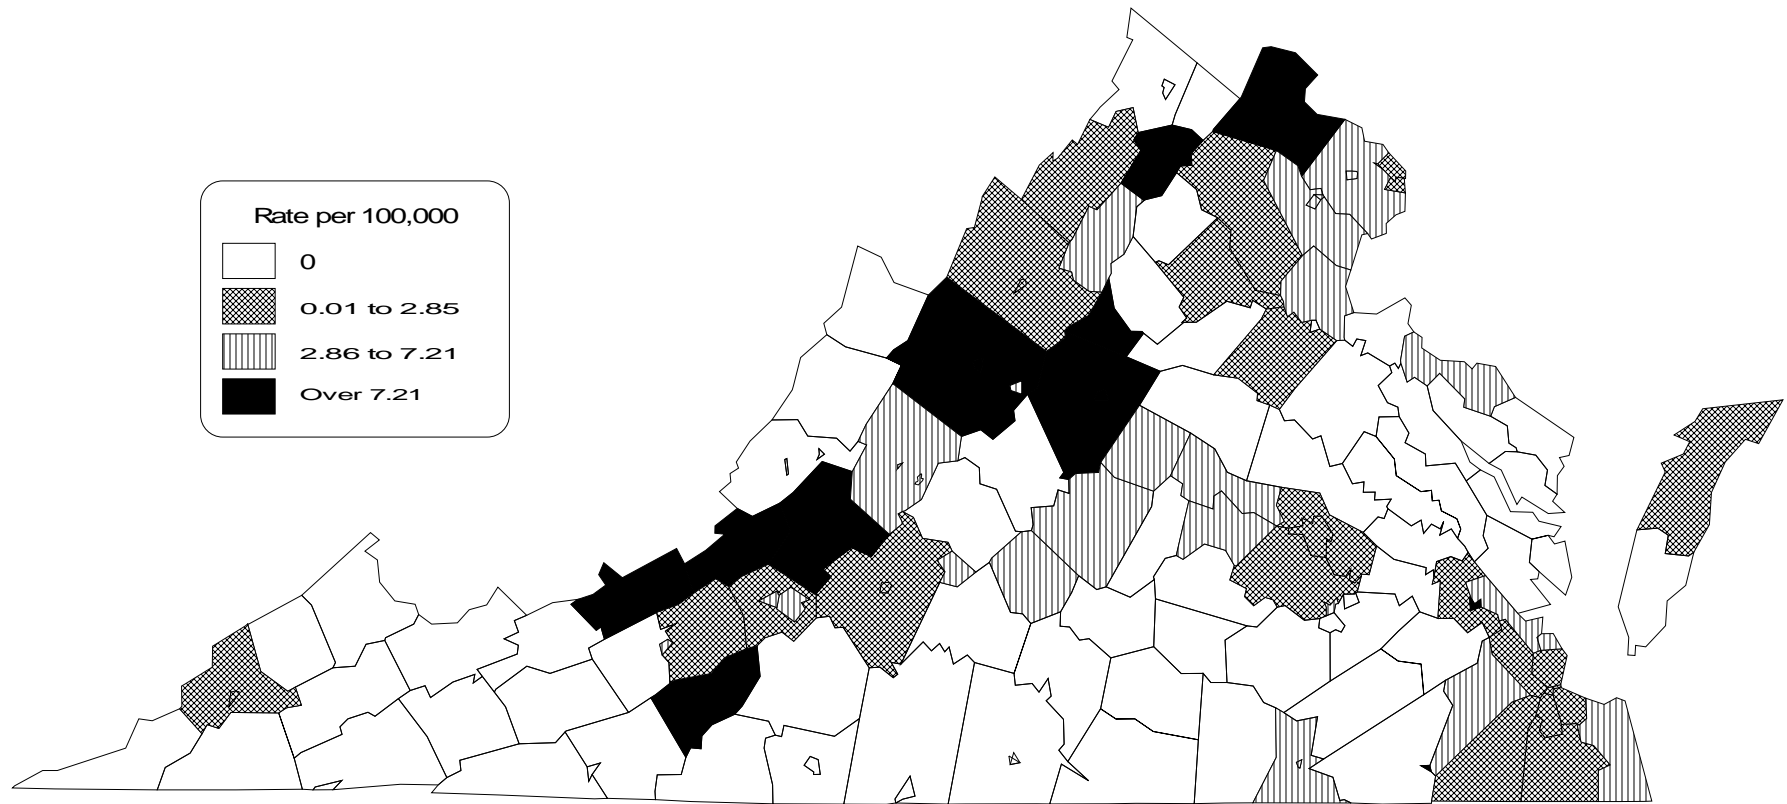 Rate per 100,000
0
0.01 to 2.85
2.86 to 7.21
Over 7.21